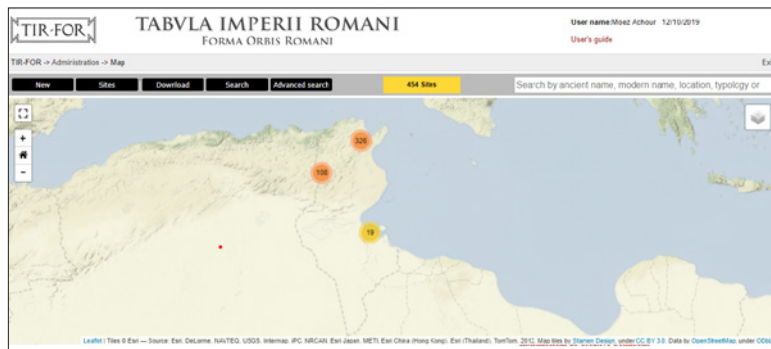 TIR-FOR
TABVLA IMPERII ROMANI
FORMA ORBIS ROMANI
User name:Moez Achour 12/10/2019
User's guide
TIR-FOR -> Administration -> Map
Exi
New Sites Download Search Advanced search 454 Sites Search by ancient name, modern name, location, typology or
+
−
326
108
19
Leaflet | Tiles © Esri — Source: Esri, DeLorme, NAVTEQ, USGS, Intermap, iPC, NRCAN, Esri Japan, METI, Esri China (Hong Kong), Esri (Thailand), TomTom, 2012, Map tiles by Stamen Design, under CC BY 3.0. Data by OpenStreetMap, under ODbL